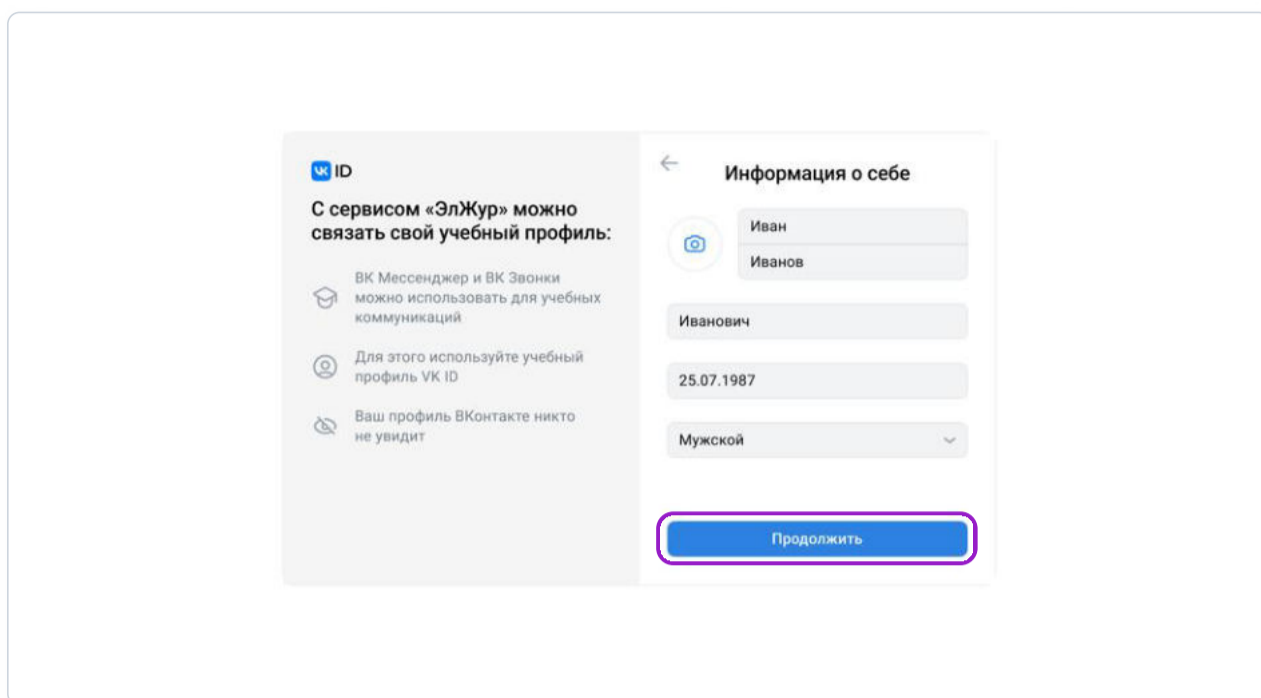 VK ID
С сервисом «ЭлЖур» можно
связать свой учебный профиль:
ВК Мессенджер и ВК Звонки
можно использовать для учебных
коммуникаций
Для этого используйте учебный
профиль VK ID
Ваш профиль ВКонтакте никто
не увидит
Информация о себе
Иван
Иванов
Иванович
25.07.1987
Мужской
Продолжить